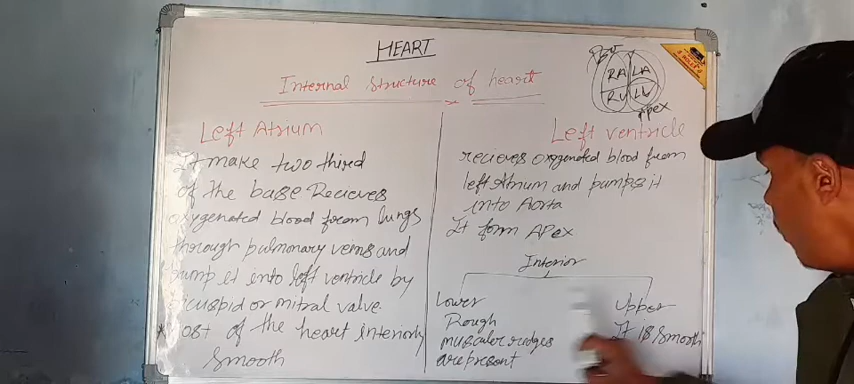 HEART
Internal Structure of heart
RA LA
RV LV
Apex
Left Atrium
It make two third
of the base Recieves
oxygenated blood from lungs
through pulmonary veins and
pump it into left ventricle by
bicuspid or mitral valve
Most of the heart interiorly
Smooth
Left ventricle
recieves oxygenated blood from
left Atrium and pumps it
into Aorta
It form Apex
Interior
Lower
Rough
muscular ridges
are present
Upper
It is smooth